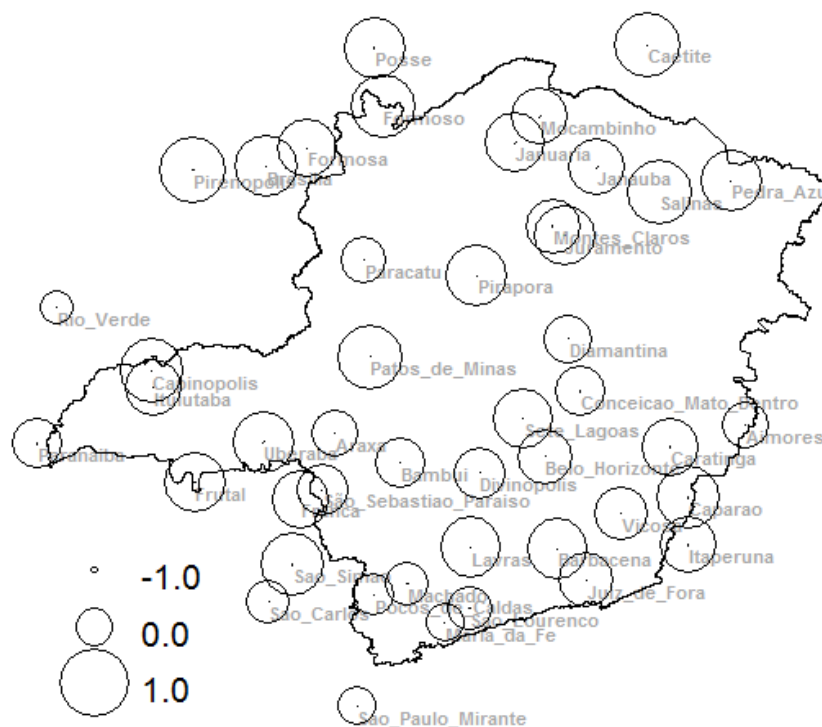 Posse
Caetite
Formoso
Mocambinho
Formosa
Januaria
Brasilia
Janauba
Pirenopolis
Pedra_Azu
Salinas
Montes_Claros
Juramento
Paracatu
Pirapora
Rio_Verde
Diamantina
Patos_de_Minas
Capinopolis
Ituiutaba
Conceicao_Mato_Dentro
Sete_Lagoas
Aimores
Araxa
Uberaba
Paranaiba
Caratinga
Belo_Horizonte
Bambui
Divinopolis
Frutal
São_Sebastiao_Paraiso
Franca
Caparao
Vicosa
Itaperuna
Lavras
Barbacena
Sao_Simao
Juiz_de_Fora
Machado
Pocos_de_Caldas
Sao_Carlos
São_Lourenco
Maria_da_Fe
Sao_Paulo_Mirante
-1.0
0.0
1.0